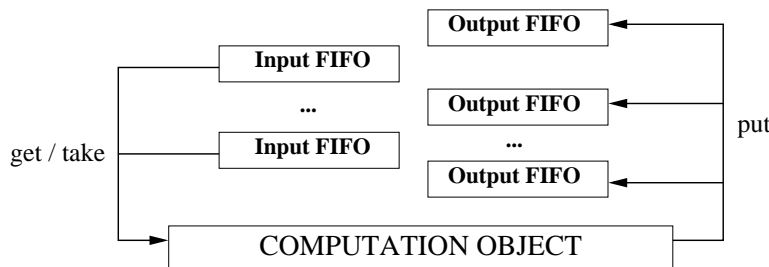 Output FIFO
Input FIFO
...
Output FIFO
get / take
Input FIFO
...
put
Output FIFO
COMPUTATION OBJECT